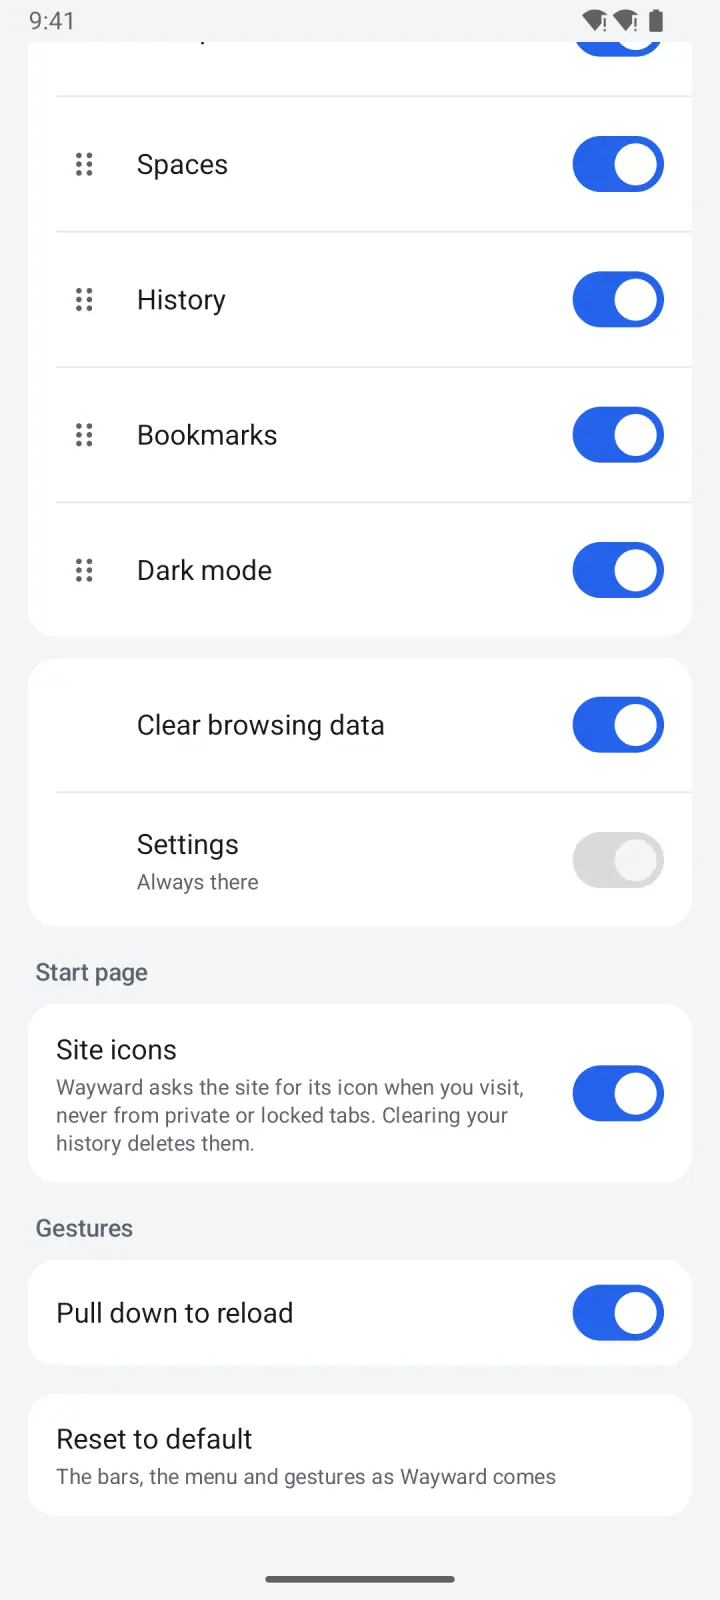 9:41
Spaces
History
Bookmarks
Dark mode
Clear browsing data
Settings
Always there
Start page
Site icons
Wayward asks the site for its icon when you visit,
never from private or locked tabs. Clearing your
history deletes them.
Gestures
Pull down to reload
Reset to default
The bars, the menu and gestures as Wayward comes